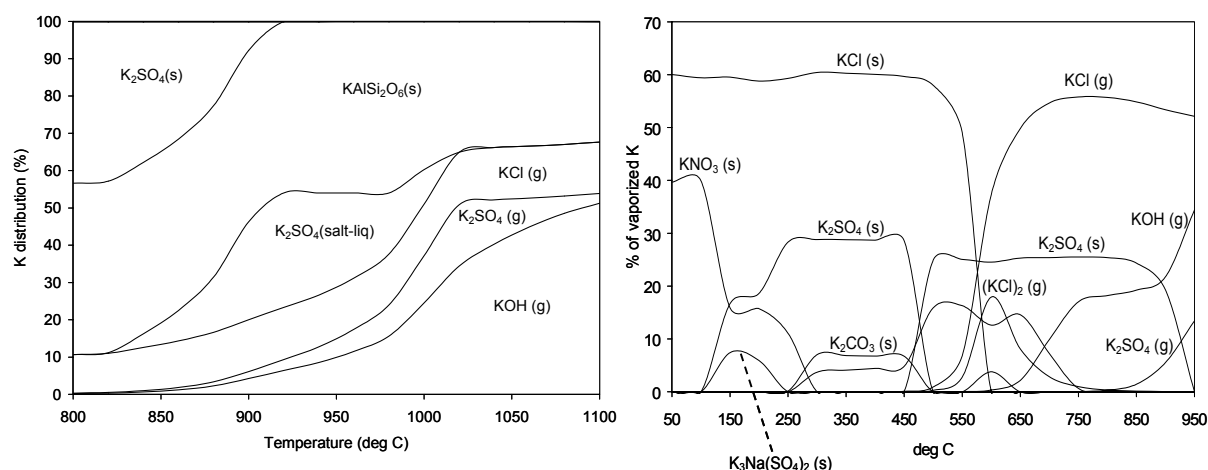 100
90
80
70
60
50
40
30
20
10
0
K distribution (%)
K₂SO₄(s)
KAlSi₂O₆(s)
K₂SO₄(salt-liq)
KCl (g)
K₂SO₄ (g)
KOH (g)
800 850 900 950 1000 1050 1100
Temperature (deg C)
70
60
50
40
30
20
10
0
% of vaporized K
KCl (s)
KCl (g)
KNO₃ (s)
K₂SO₄ (s)
KOH (g)
K₂SO₄ (s)
(KCl)₂ (g)
K₂CO₃ (s)
K₂SO₄ (g)
50 150 250 350 450 550 650 750 850 950
deg C
K₃Na(SO₄)₂ (s)